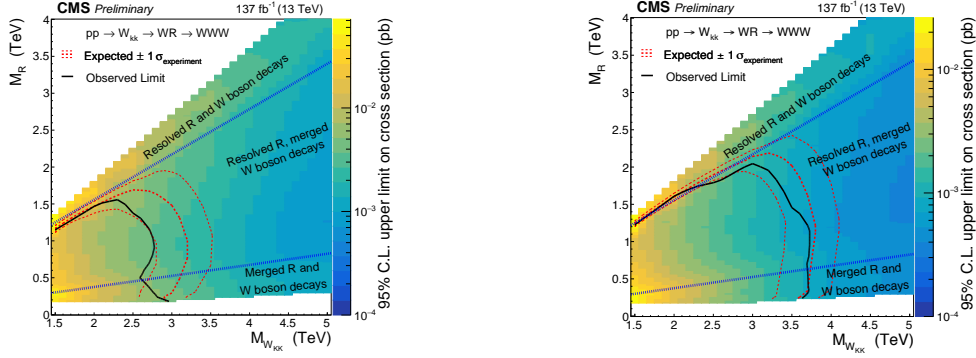 CMS Preliminary 137 fb⁻¹ (13 TeV)
pp → W_kk → WR → WWW
Expected ± 1 σ_experiment
Observed Limit
Resolved R and W boson decays
Resolved R, merged
W boson decays
Merged R and
W boson decays
M_R (TeV)
4
3.5
3
2.5
2
1.5
1
0.5
0
1.5 2 2.5 3 3.5 4 4.5 5
M_W_KK (TeV)
10⁻²
10⁻³
10⁻⁴
95% C.L. upper limit on cross section (pb)
CMS Preliminary 137 fb⁻¹ (13 TeV)
pp → W_kk → WR → WWW
Expected ± 1 σ_experiment
Observed Limit
Resolved R and W boson decays
Resolved R, merged
W boson decays
Merged R and
W boson decays
M_R (TeV)
4
3.5
3
2.5
2
1.5
1
0.5
0
1.5 2 2.5 3 3.5 4 4.5 5
M_W_KK (TeV)
10⁻²
10⁻³
10⁻⁴
95% C.L. upper limit on cross section (pb)